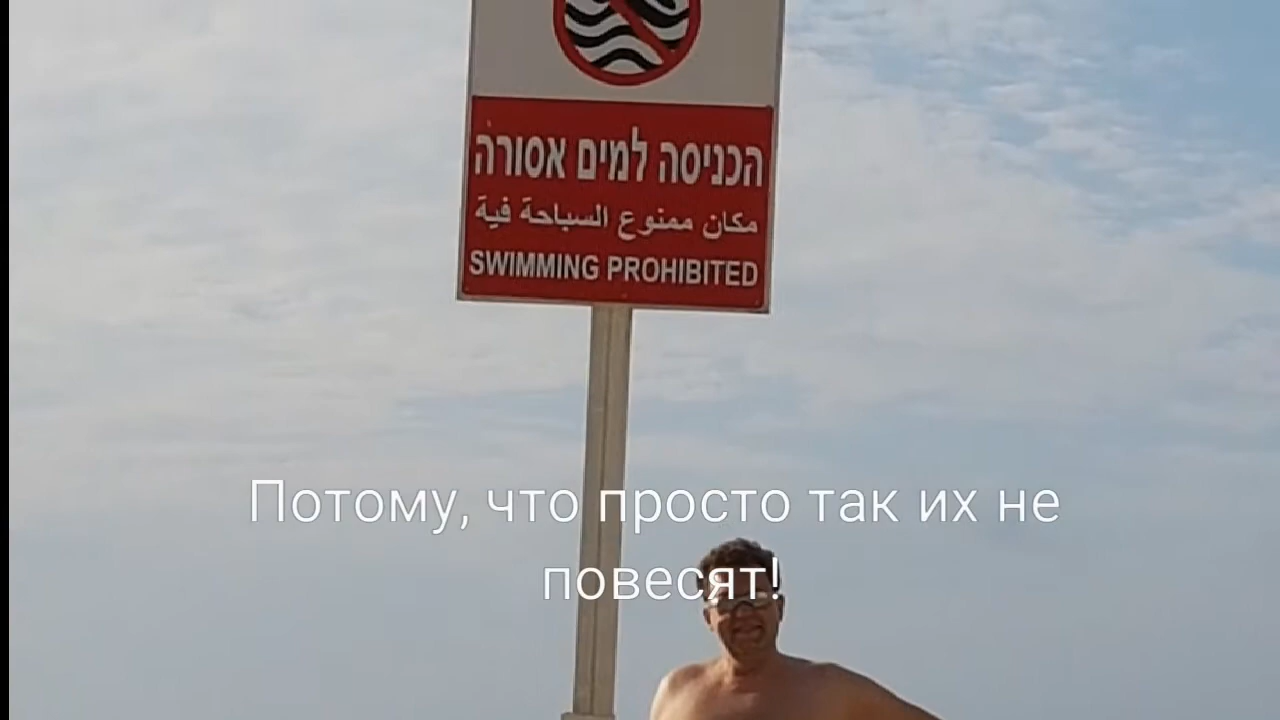 הכניסה למים אסורה
مكان ممنوع السباحة فية
SWIMMING PROHIBITED
Потому, что просто так их не
повесят!